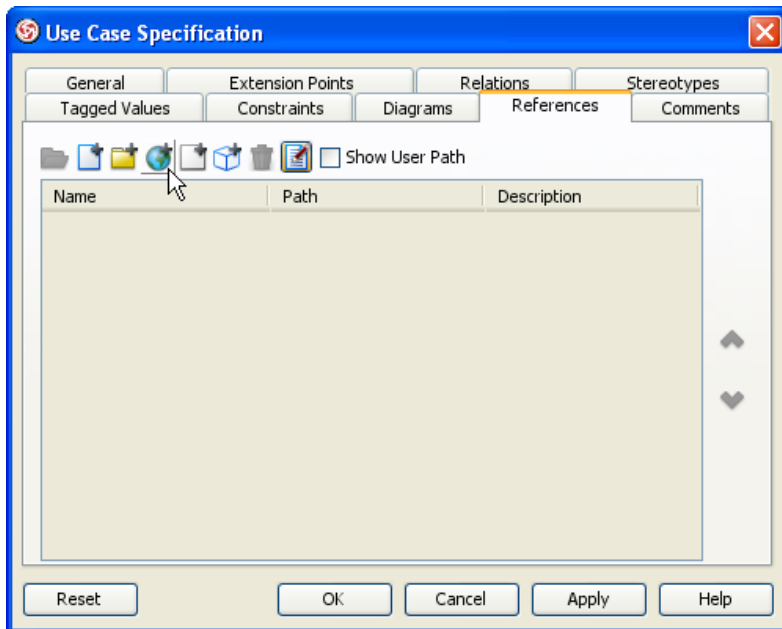 Use Case Specification
General Extension Points Relations Stereotypes
Tagged Values Constraints Diagrams References Comments
Show User Path
Name Path Description
Reset OK Cancel Apply Help